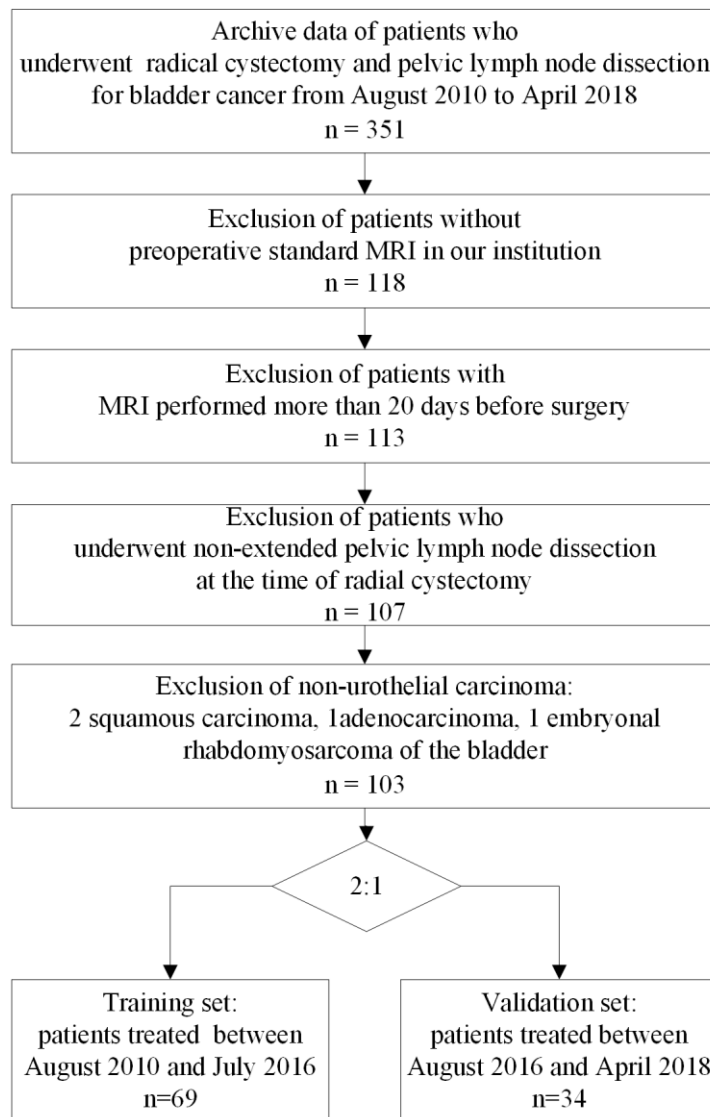 Archive data of patients who
underwent radical cystectomy and pelvic lymph node dissection
for bladder cancer from August 2010 to April 2018
n = 351
Exclusion of patients without
preoperative standard MRI in our institution
n = 118
Exclusion of patients with
MRI performed more than 20 days before surgery
n = 113
Exclusion of patients who
underwent non-extended pelvic lymph node dissection
at the time of radial cystectomy
n = 107
Exclusion of non-urothelial carcinoma:
2 squamous carcinoma, 1adenocarcinoma, 1 embryonal
rhabdomyosarcoma of the bladder
n = 103
2:1
Training set:
patients treated between
August 2010 and July 2016
n=69
Validation set:
patients treated between
August 2016 and April 2018
n=34